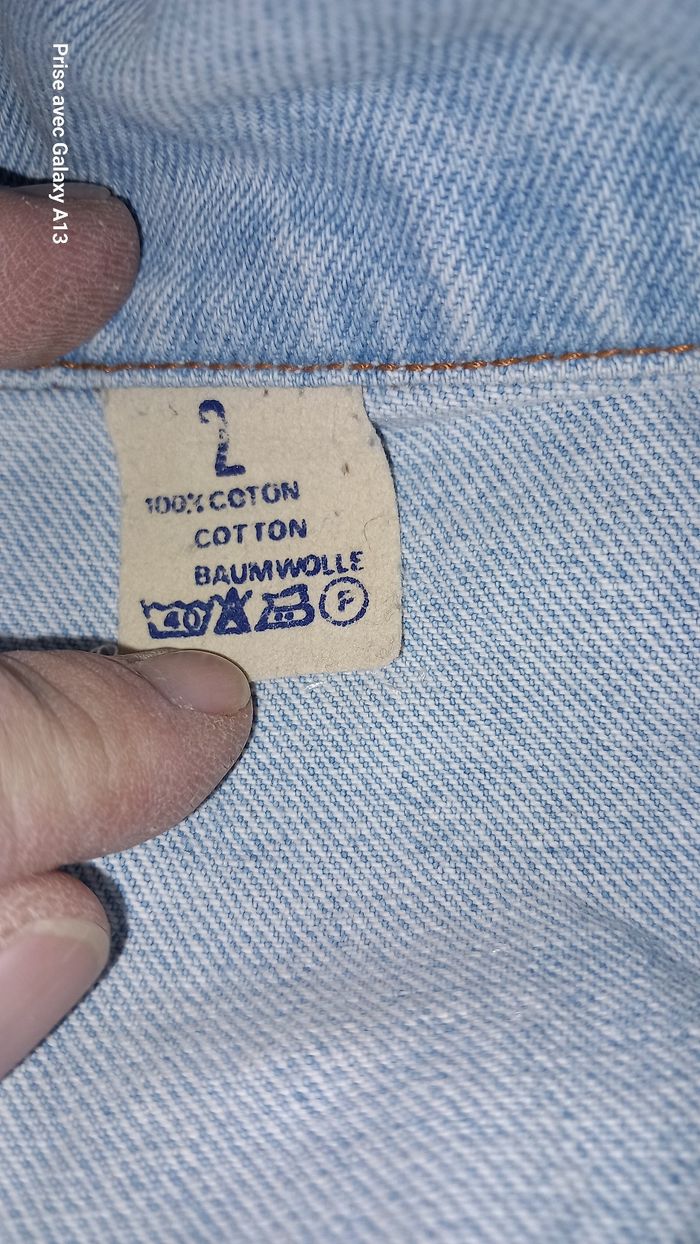 Prise avec Galaxy A13
2
100% COTON
COTTON
BAUMWOLLE
40 P